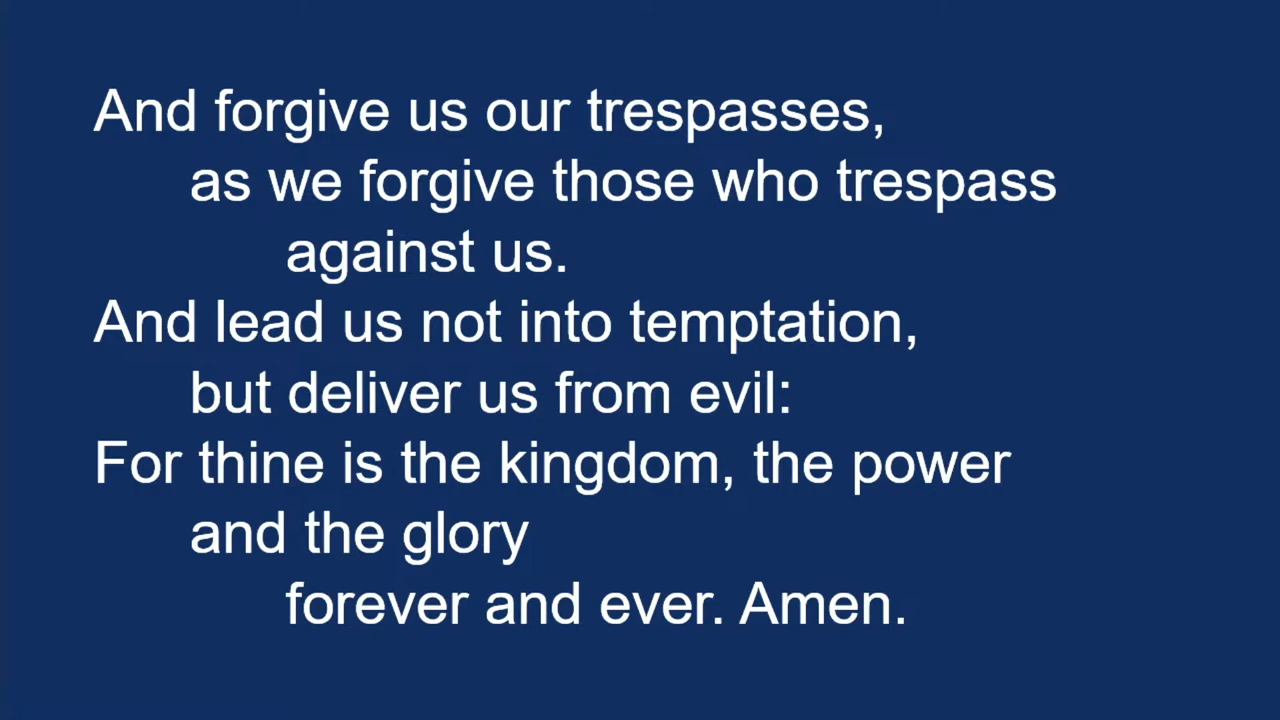 And forgive us our trespasses,
as we forgive those who trespass
against us.
And lead us not into temptation,
but deliver us from evil:
For thine is the kingdom, the power
and the glory
forever and ever. Amen.